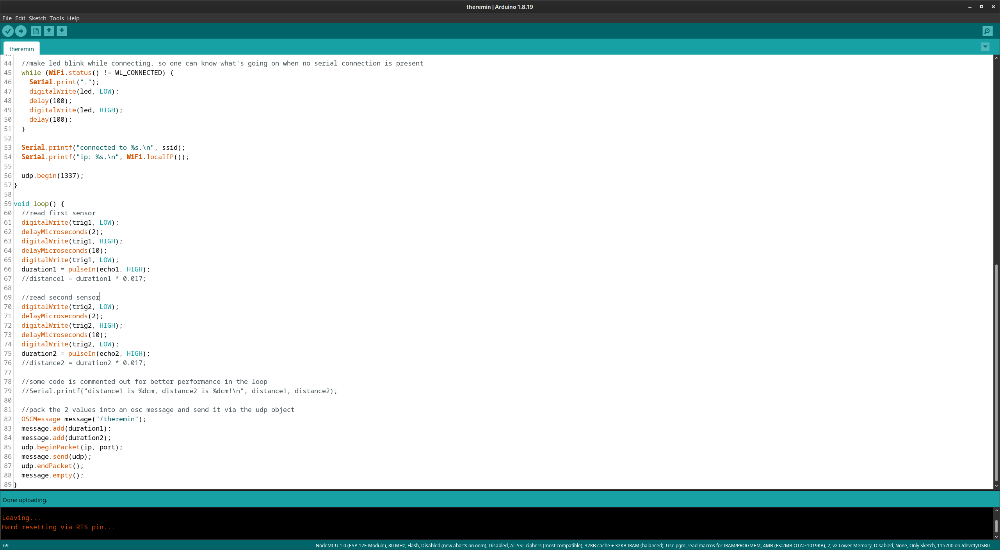 theremin | Arduino 1.8.19
File Edit Sketch Tools Help
theremin
44   //make led blink while connecting, so one can know what's going on when no serial connection is present
45   while (WiFi.status() != WL_CONNECTED) {
46     Serial.print(".");
47     digitalWrite(led, LOW);
48     delay(100);
49     digitalWrite(led, HIGH);
50     delay(100);
51   }
52
53   Serial.printf("connected to %s.\n", ssid);
54   Serial.printf("ip: %s.\n", WiFi.localIP());
55
56   udp.begin(1337);
57 }
58
59 void loop() {
60   //read first sensor
61   digitalWrite(trig1, LOW);
62   delayMicroseconds(2);
63   digitalWrite(trig1, HIGH);
64   delayMicroseconds(10);
65   digitalWrite(trig1, LOW);
66   duration1 = pulseIn(echo1, HIGH);
67   //distance1 = duration1 * 0.017;
68
69   //read second sensor
70   digitalWrite(trig2, LOW);
71   delayMicroseconds(2);
72   digitalWrite(trig2, HIGH);
73   delayMicroseconds(10);
74   digitalWrite(trig2, LOW);
75   duration2 = pulseIn(echo2, HIGH);
76   //distance2 = duration2 * 0.017;
77
78   //some code is commented out for better performance in the loop
79   //Serial.printf("distance1 is %dcm, distance2 is %dcm!\n", distance1, distance2);
80
81   //pack the 2 values into an osc message and send it via the udp object
82   OSCMessage message("/theremin");
83   message.add(duration1);
84   message.add(duration2);
85   udp.beginPacket(ip, port);
86   message.send(udp);
87   udp.endPacket();
88   message.empty();
89 }
Done uploading.
Leaving...
Hard resetting via RTS pin...
69 NodeMCU 1.0 (ESP-12E Module), 80 MHz, Flash, Disabled (new aborts on oom), Disabled, All SSL ciphers (most compatible), 32KB cache + 32KB IRAM (balanced), Use pgm_read macros for IRAM/PROGMEM, 4MB (FS:2MB OTA:~1019KB), 2, v2 Lower Memory, Disabled, None, Only Sketch, 115200 on /dev/ttyUSB0